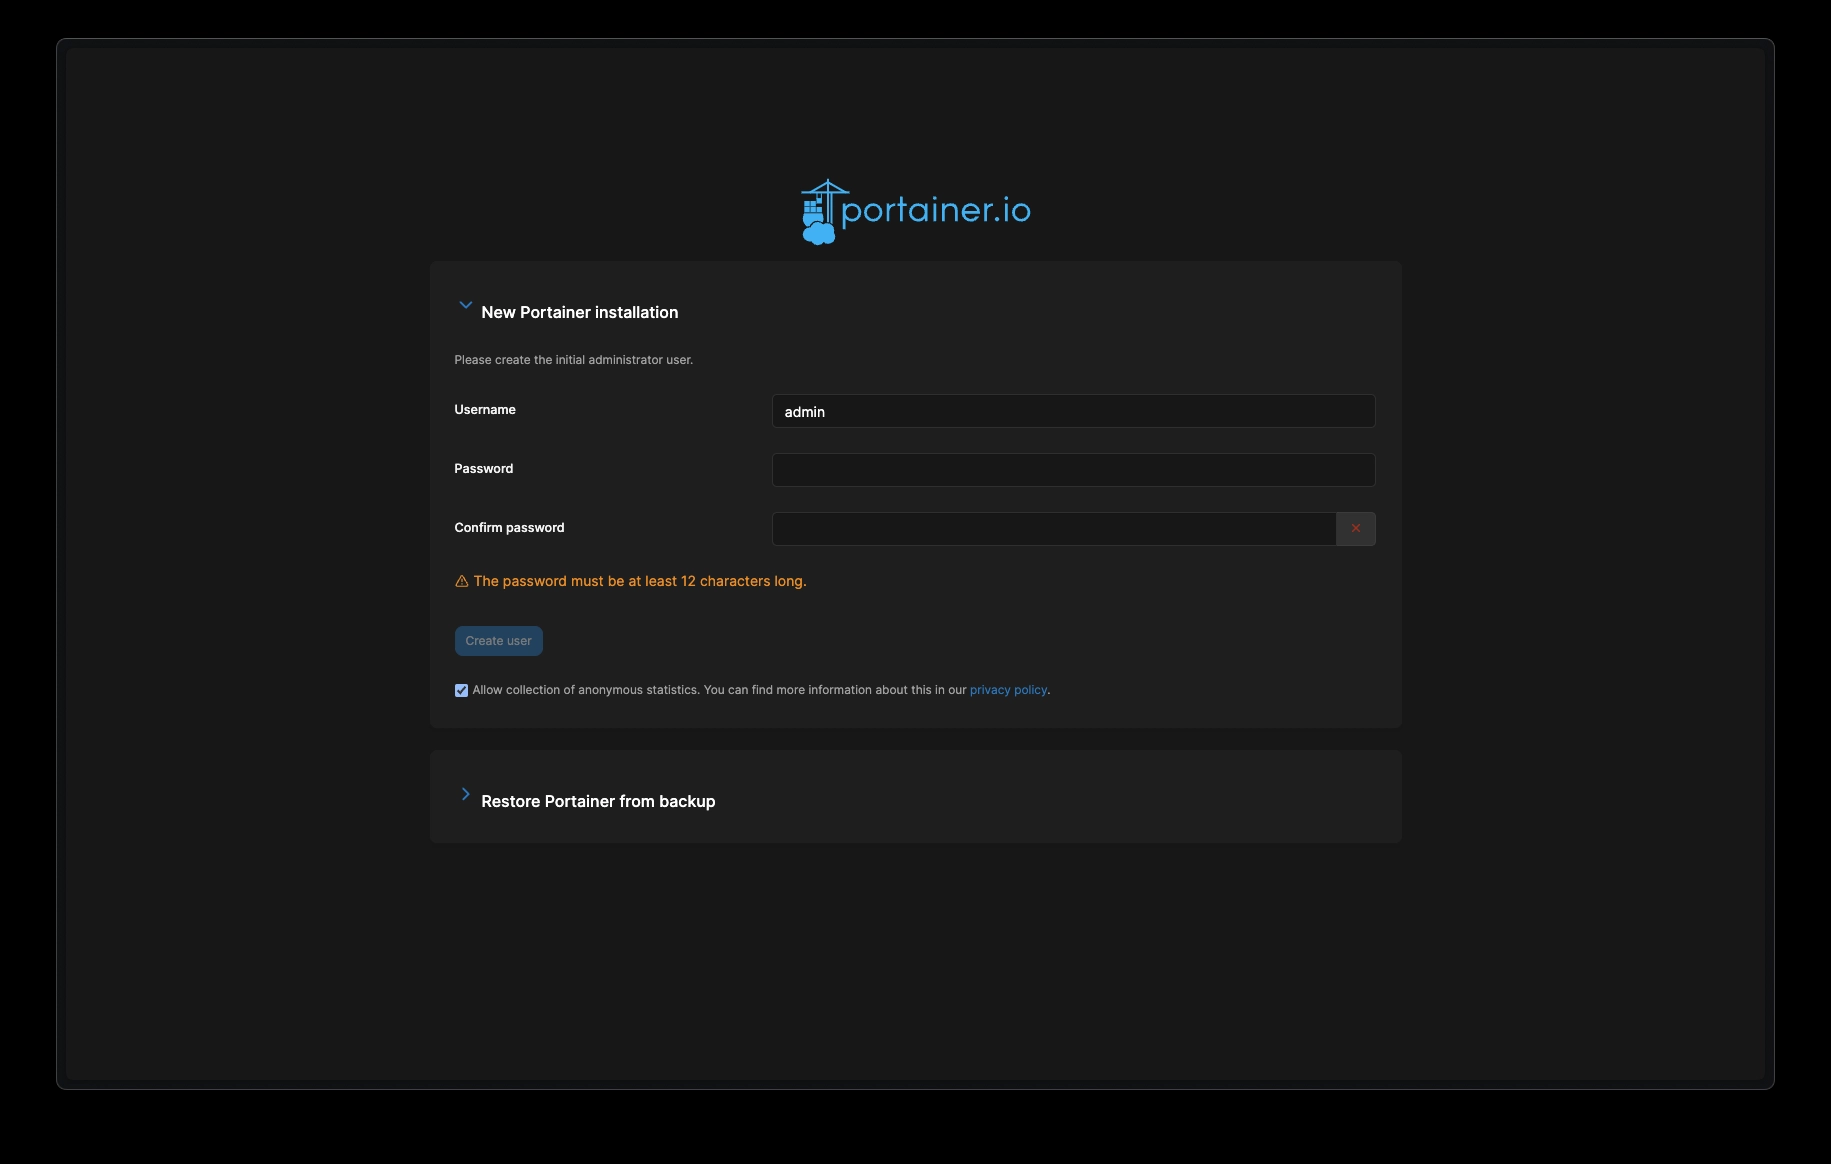 portainer.io
New Portainer installation
Please create the initial administrator user.
Username
admin
Password
Confirm password
The password must be at least 12 characters long.
Create user
Allow collection of anonymous statistics. You can find more information about this in our privacy policy.
Restore Portainer from backup